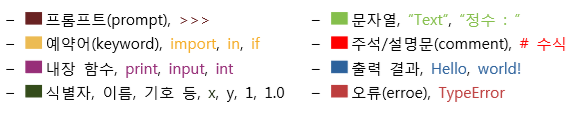 – 프롬프트(prompt), >>>
– 예약어(keyword), import, in, if
– 내장 함수, print, input, int
– 식별자, 이름, 기호 등, x, y, 1, 1.0
– 문자열, "Text", "정수 : "
– 주석/설명문(comment), # 수식
– 출력 결과, Hello, world!
– 오류(erroe), TypeError